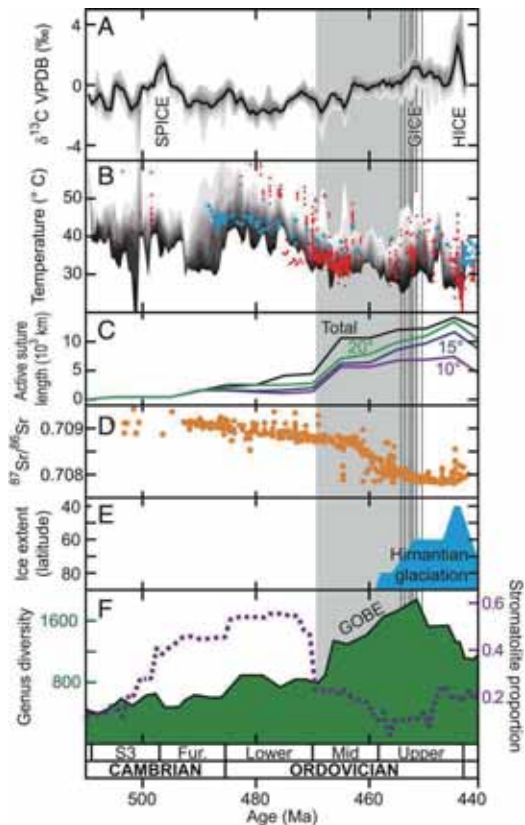 A
δ¹³C VPDB (‰)
4
0
-4
SPICE
GICE
HICE
B
Temperature (° C)
50
40
30
C
Active suture
length (10³ km)
10
5
0
Total
20°
15°
10°
D
⁸⁷Sr/⁸⁶Sr
0.709
0.708
E
Ice extent
(latitude)
40
60
80
Hirnantian
glaciation
F
Genus diversity
1600
800
GOBE
Stromatolite proportion
0.6
0.4
0.2
S3 Fur. Lower Mid Upper
CAMBRIAN ORDOVICIAN
500 480 460 440
Age (Ma)